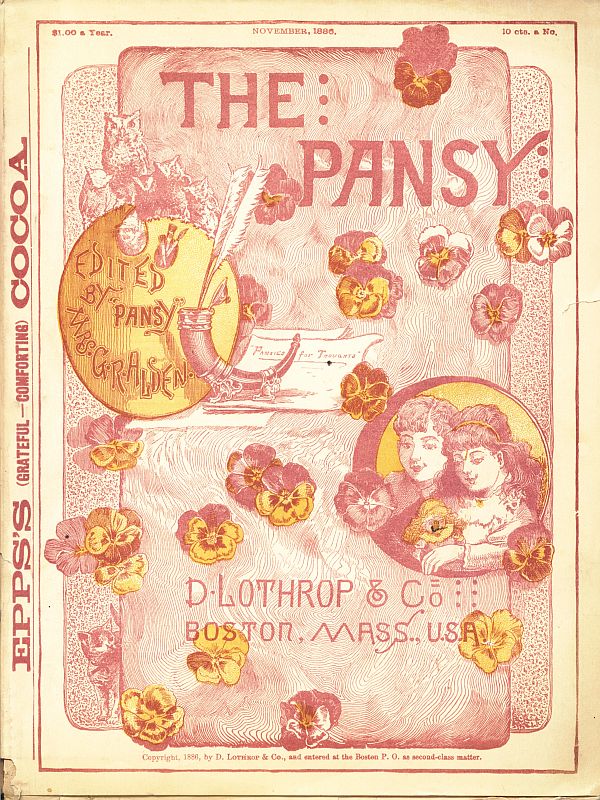 $1.00 a Year.
NOVEMBER, 1886.
10 cts. a No.
THE
PANSY
EDITED
BY "PANSY"
MRS. G. R. ALDEN.
"PANSIES for THOUGHTS"
D. LOTHROP & Co
BOSTON, MASS., U.S.A.
Copyright, 1886, by D. LOTHROP & Co., and entered at the Boston P. O. as second-class matter.
EPPS'S (GRATEFUL—COMFORTING) COCOA